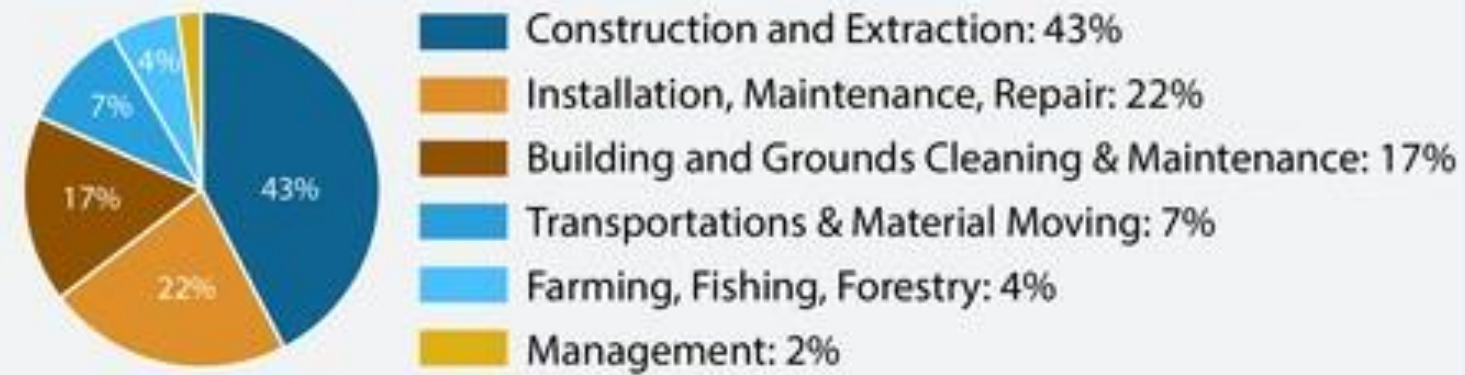 Construction and Extraction: 43%
Installation, Maintenance, Repair: 22%
Building and Grounds Cleaning & Maintenance: 17%
Transportations & Material Moving: 7%
Farming, Fishing, Forestry: 4%
Management: 2%
4%
7%
17%
43%
22%